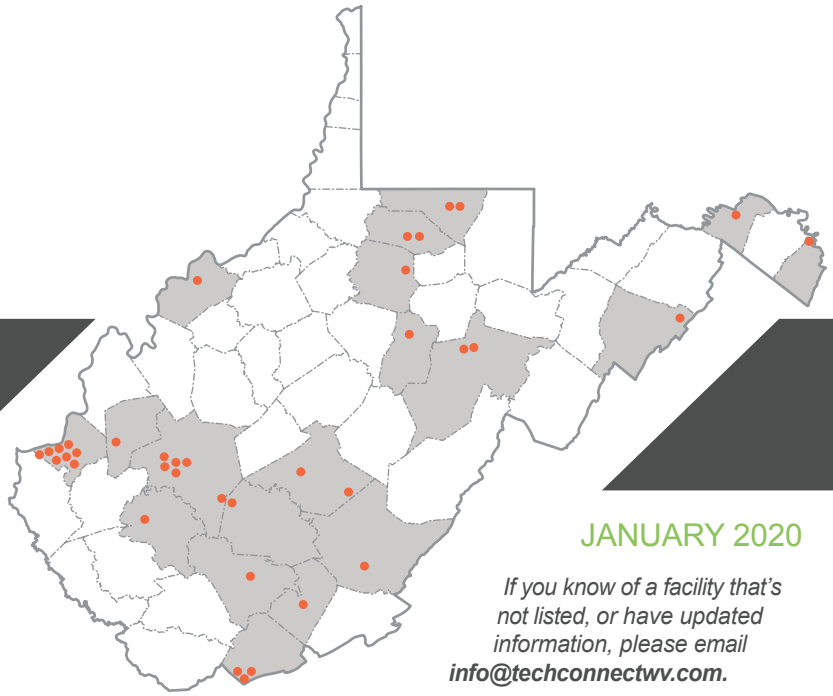 JANUARY 2020
If you know of a facility that's
not listed, or have updated
information, please email
info@techconnectwv.com.